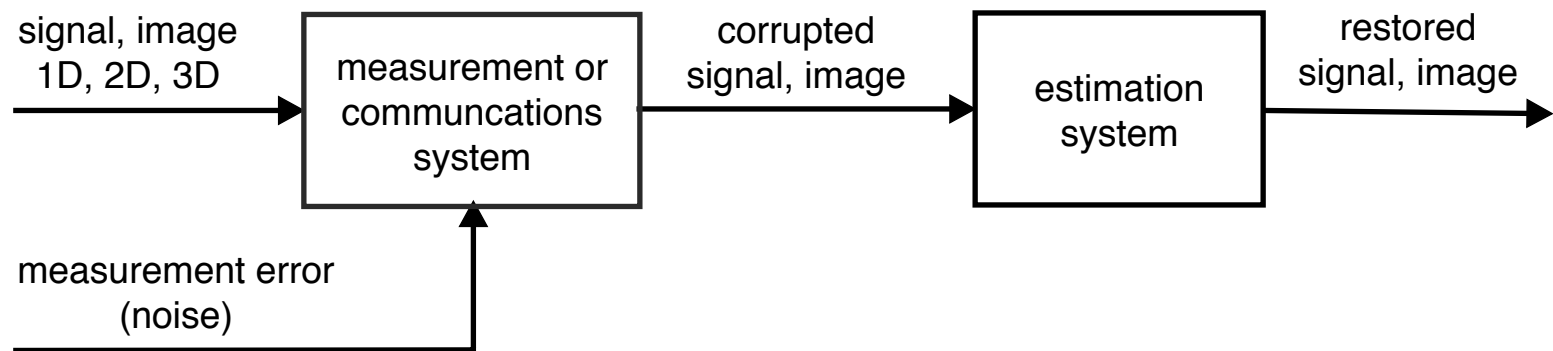 signal, image
1D, 2D, 3D
measurement or
communcations
system
corrupted
signal, image
estimation
system
restored
signal, image
measurement error
(noise)